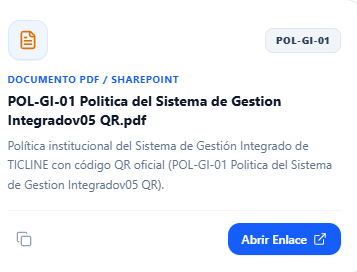 POL-GI-01
DOCUMENTO PDF / SHAREPOINT
POL-GI-01 Politica del Sistema de Gestion
Integradov05 QR.pdf
Política institucional del Sistema de Gestión Integrado de
TICLINE con código QR oficial (POL-GI-01 Politica del Sistema
de Gestion Integradov05 QR).
Abrir Enlace